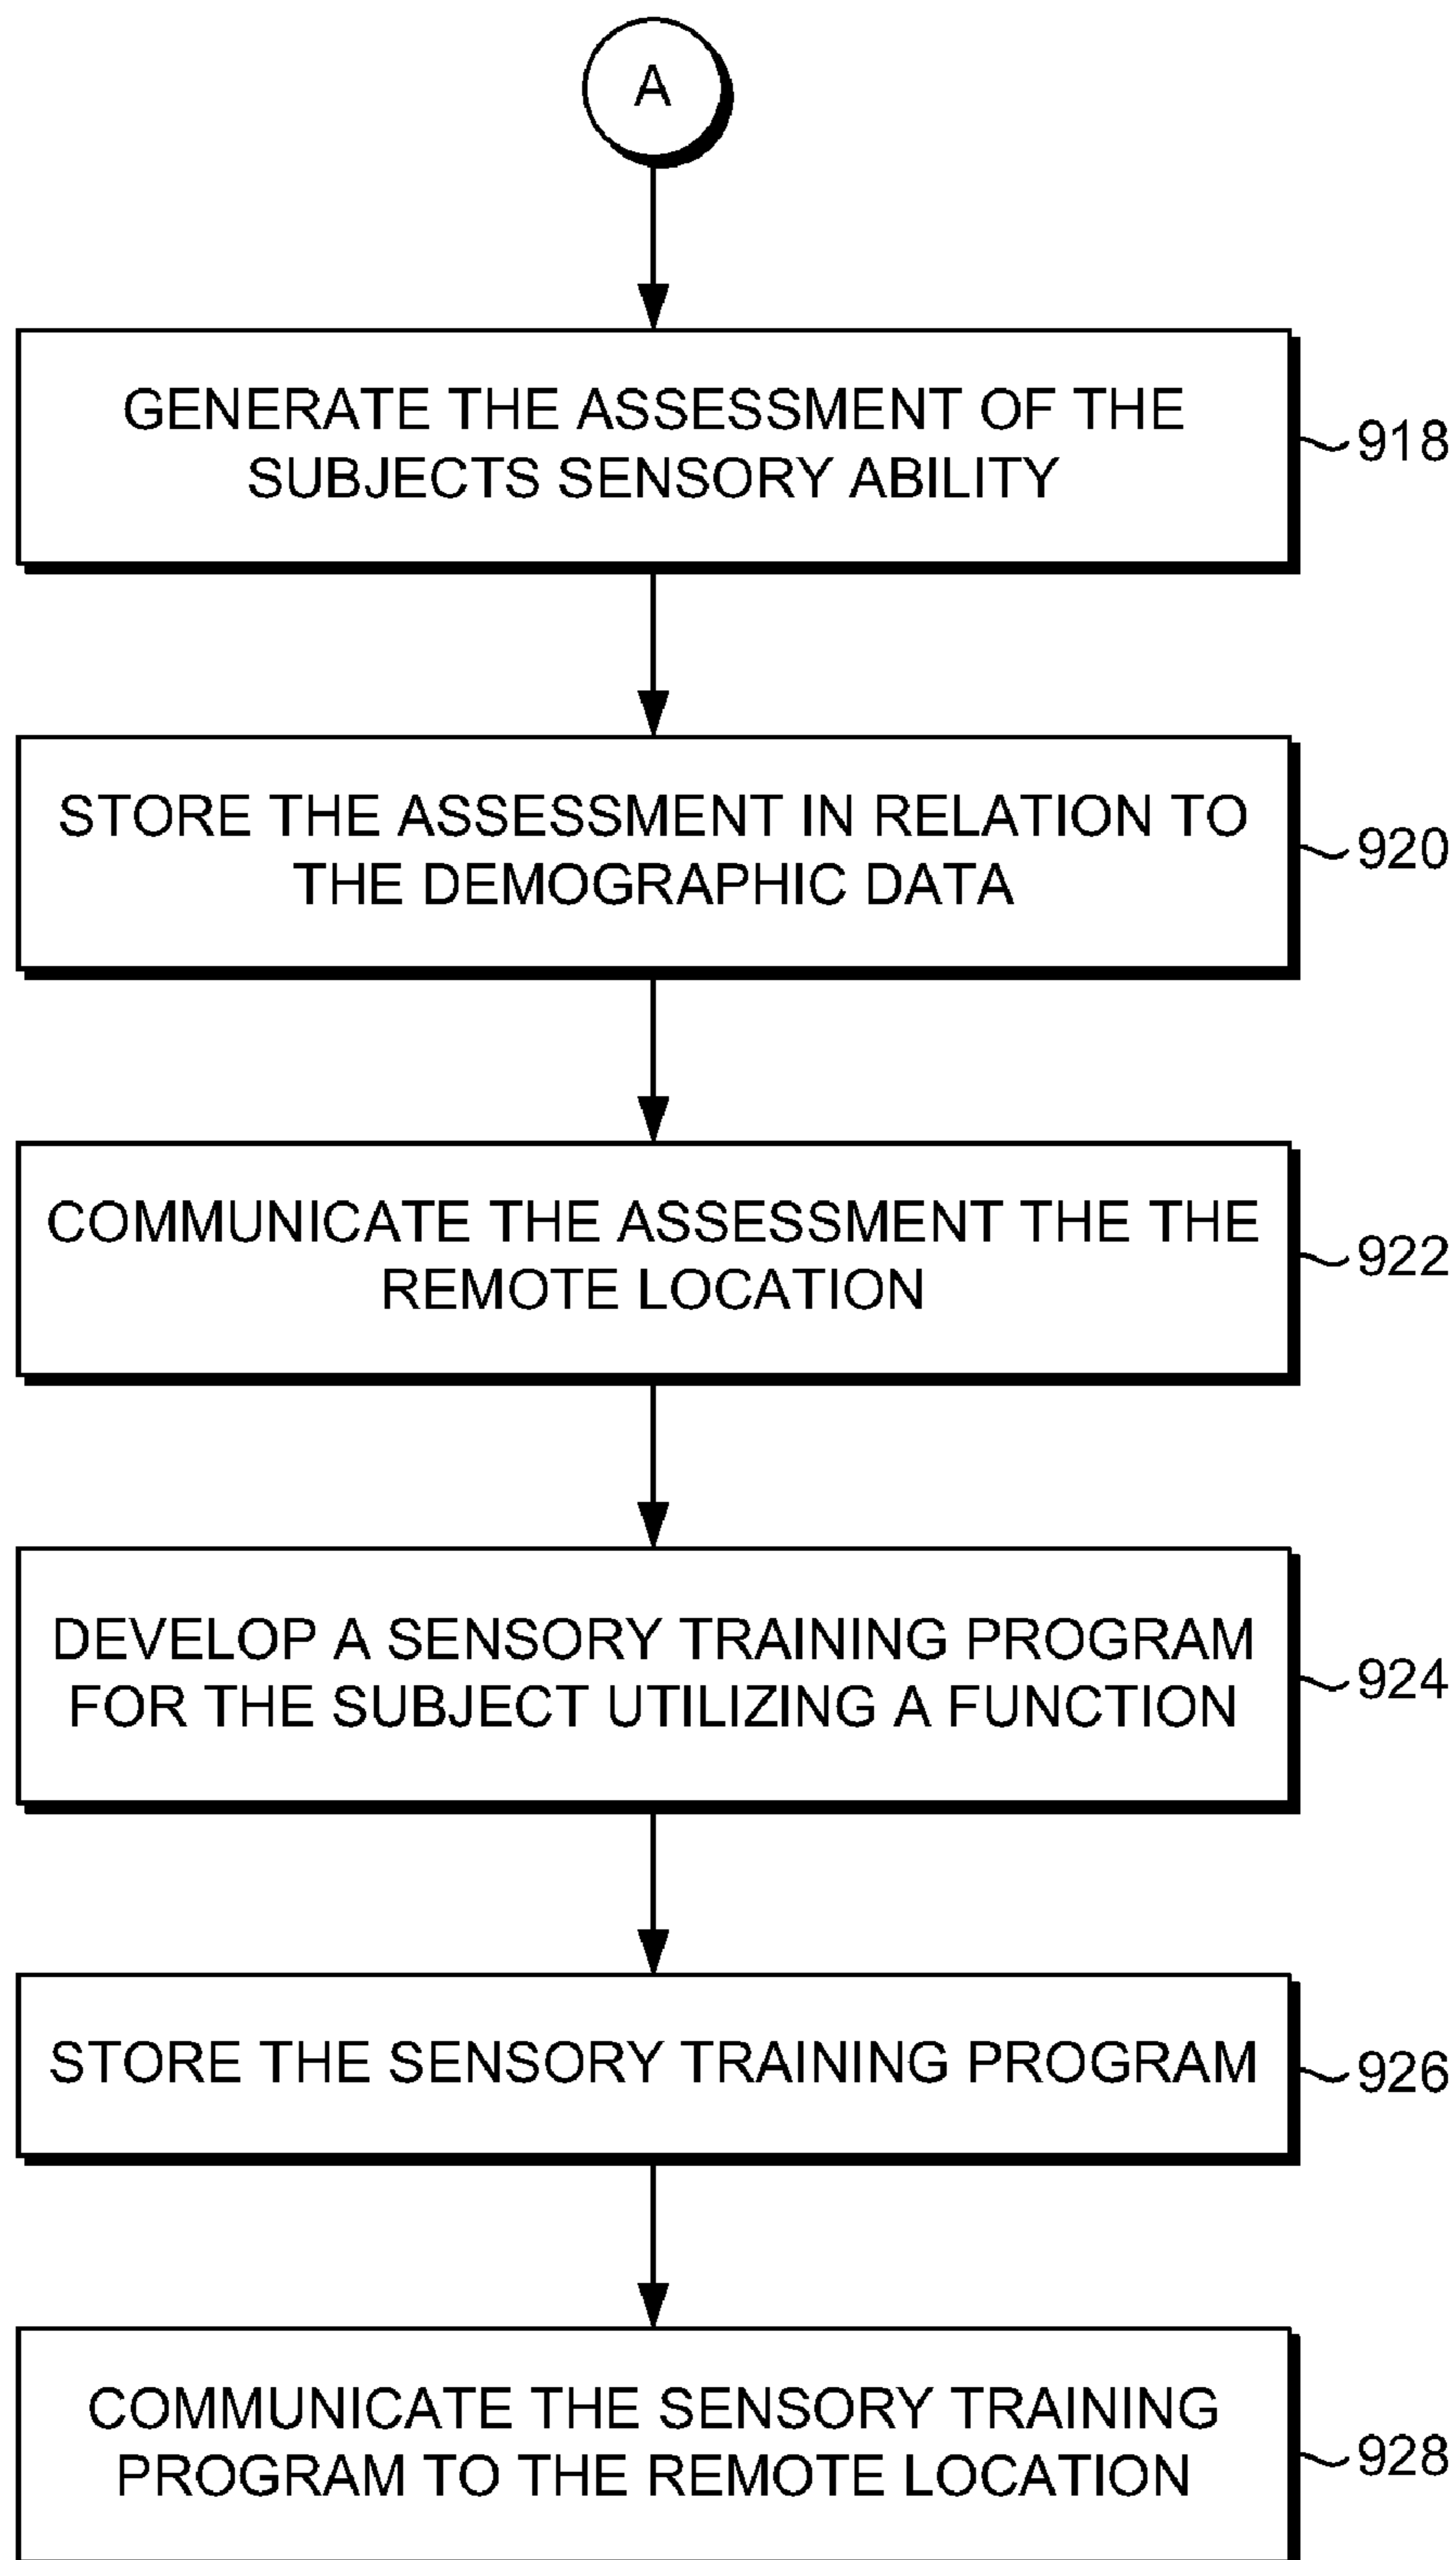 A
GENERATE THE ASSESSMENT OF THE
SUBJECTS SENSORY ABILITY
918
STORE THE ASSESSMENT IN RELATION TO
THE DEMOGRAPHIC DATA
920
COMMUNICATE THE ASSESSMENT THE THE
REMOTE LOCATION
922
DEVELOP A SENSORY TRAINING PROGRAM
FOR THE SUBJECT UTILIZING A FUNCTION
924
STORE THE SENSORY TRAINING PROGRAM
926
COMMUNICATE THE SENSORY TRAINING
PROGRAM TO THE REMOTE LOCATION
928